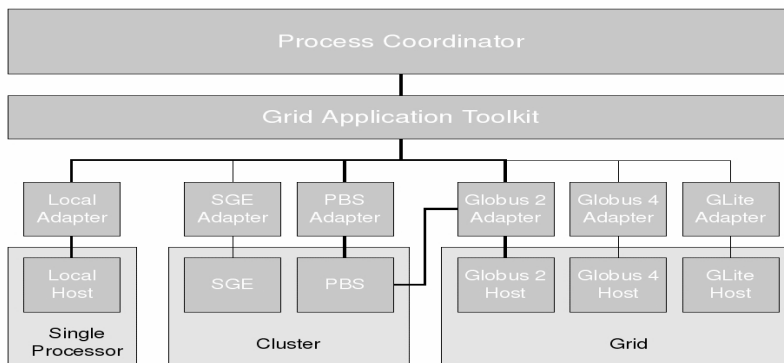 Process Coordinator
Grid Application Toolkit
Local
Adapter
SGE
Adapter
PBS
Adapter
Globus 2
Adapter
Globus 4
Adapter
GLite
Adapter
Local
Host
SGE
PBS
Globus 2
Host
Globus 4
Host
GLite
Host
Single
Processor
Cluster
Grid